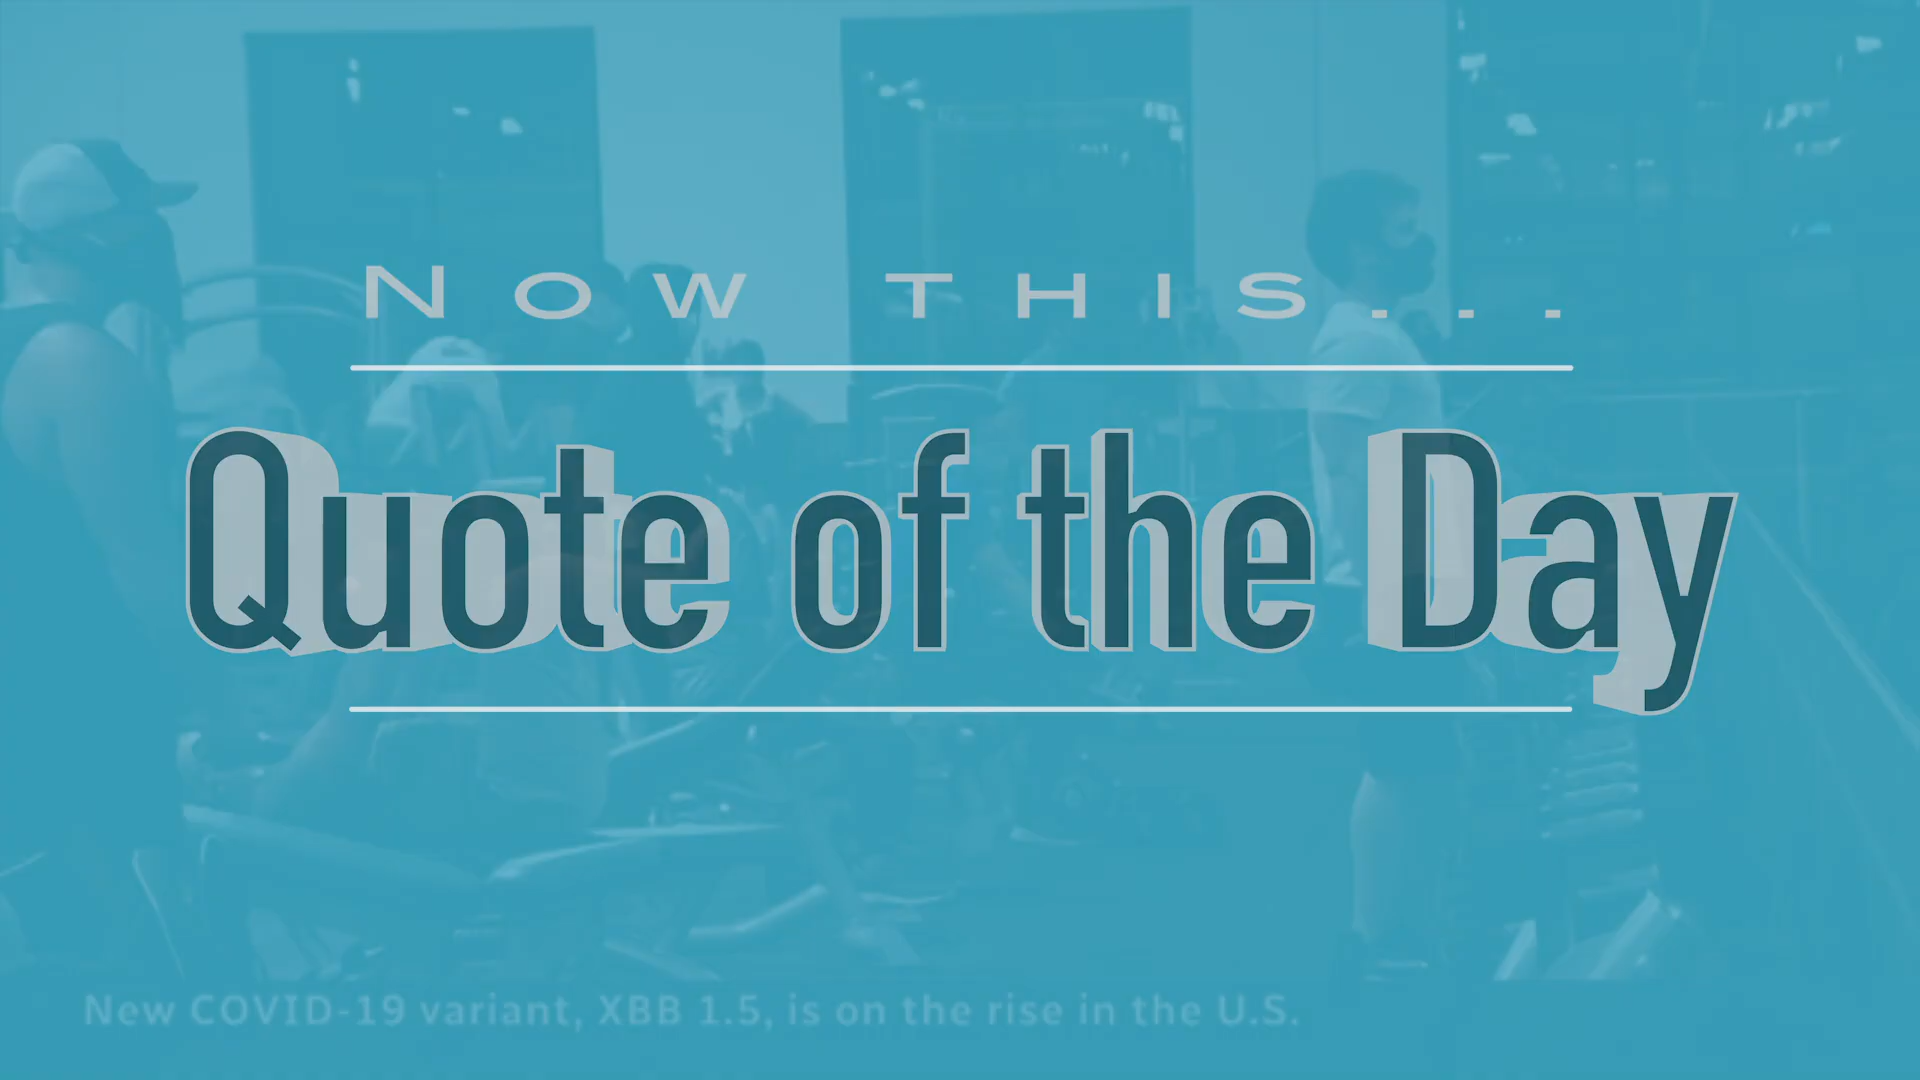 Now this...
Quote of the Day
New COVID-19 variant, XBB 1.5, is on the rise in the U.S.